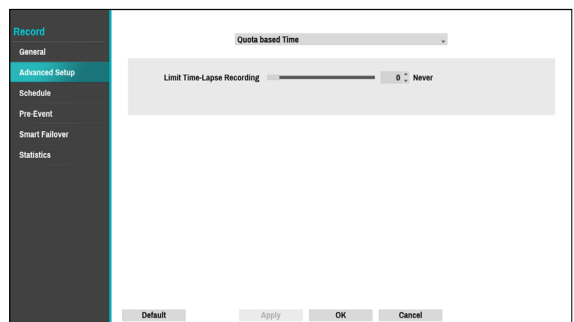 Record
General
Advanced Setup
Schedule
Pre-Event
Smart Failover
Statistics
Quota based Time
Limit Time-Lapse Recording 0 Never
Default Apply OK Cancel